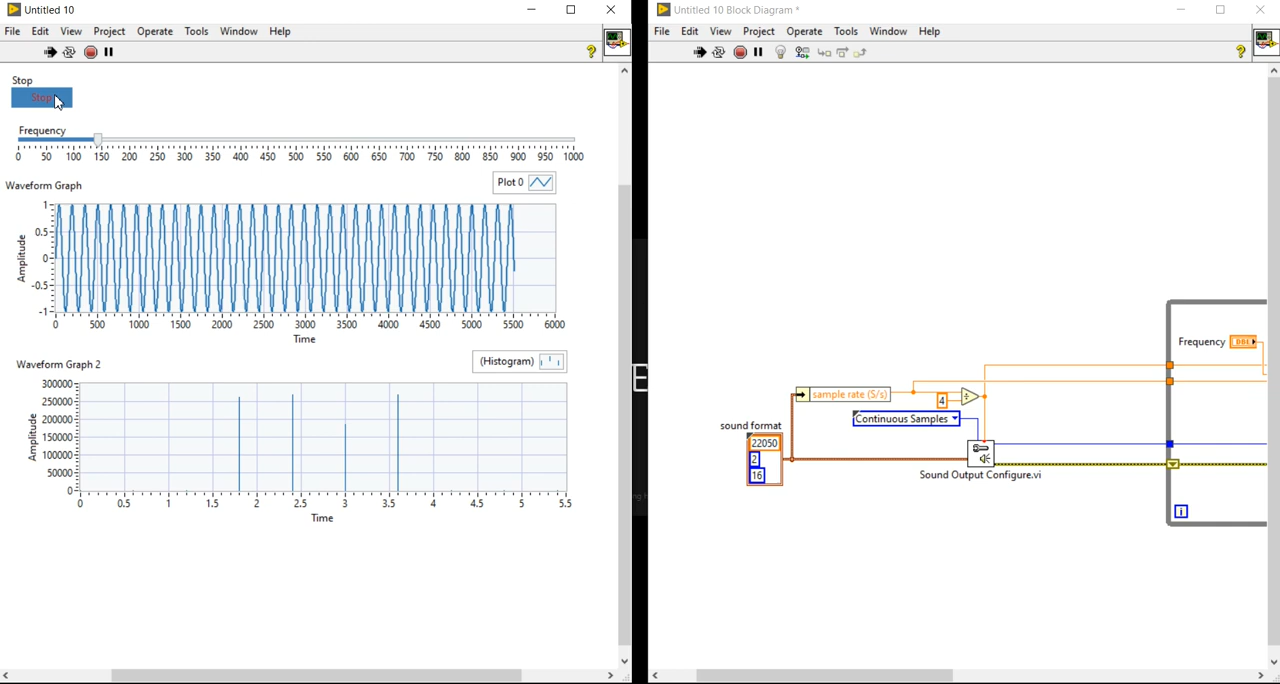 Untitled 10
File Edit View Project Operate Tools Window Help
Stop
Stop
Frequency
0 50 100 150 200 250 300 350 400 450 500 550 600 650 700 750 800 850 900 950 1000
Waveform Graph
Plot 0
Amplitude
1
0.5
0
-0.5
-1
0 500 1000 1500 2000 2500 3000 3500 4000 4500 5000 5500 6000
Time
Waveform Graph 2
(Histogram)
Amplitude
300000
250000
200000
150000
100000
50000
0
0 0.5 1 1.5 2 2.5 3 3.5 4 4.5 5 5.5
Time
E
Untitled 10 Block Diagram *
File Edit View Project Operate Tools Window Help
Frequency DBL
sample rate (S/s)
4
÷
Continuous Samples
sound format
22050
2
16
Sound Output Configure.vi
i